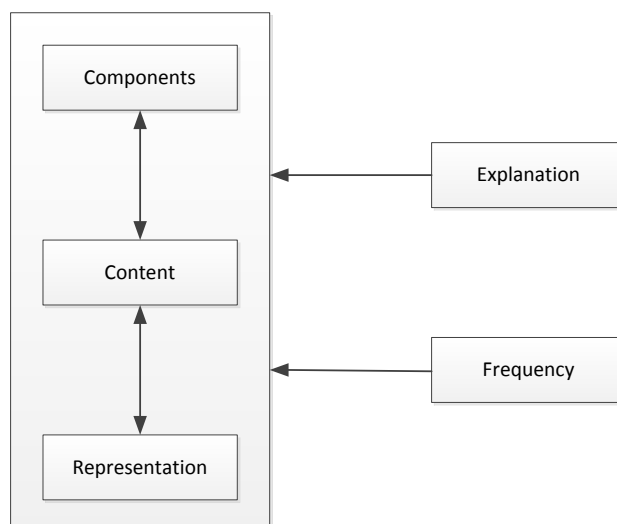 Components
Explanation
Content
Frequency
Representation